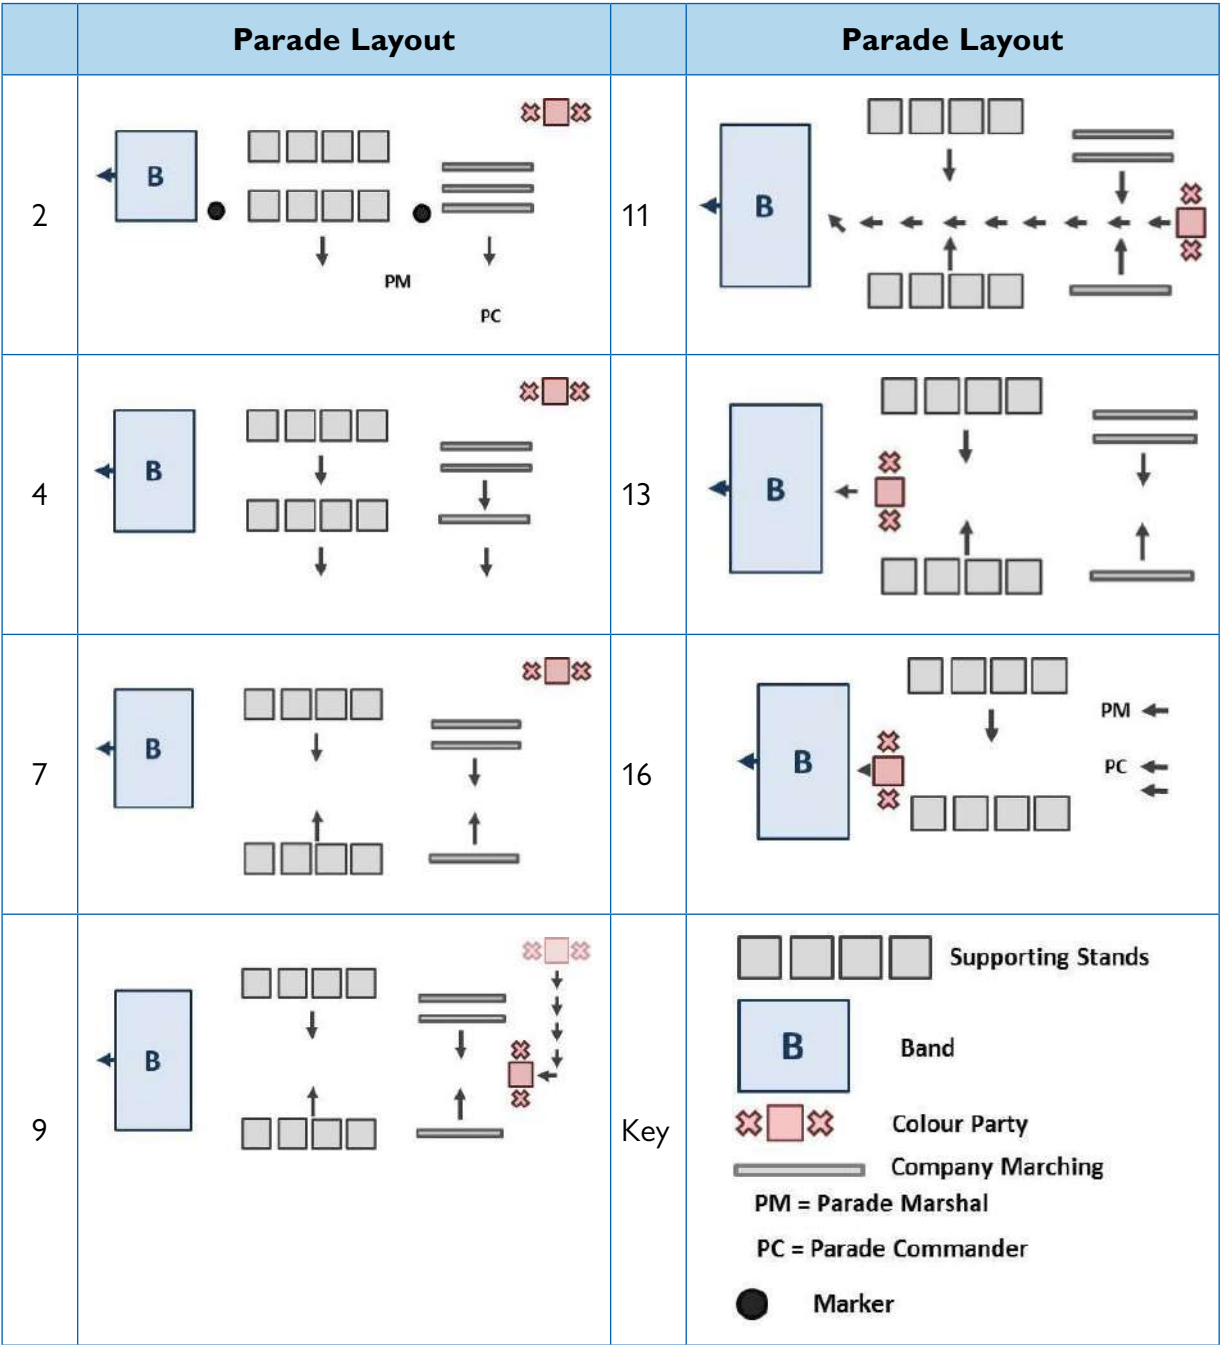 Parade Layout
Parade Layout
2
B
PM
PC
11
B
4
B
13
B
7
B
16
B
PM
PC
9
B
Key
Supporting Stands
B
Band
Colour Party
Company Marching
PM = Parade Marshal
PC = Parade Commander
Marker